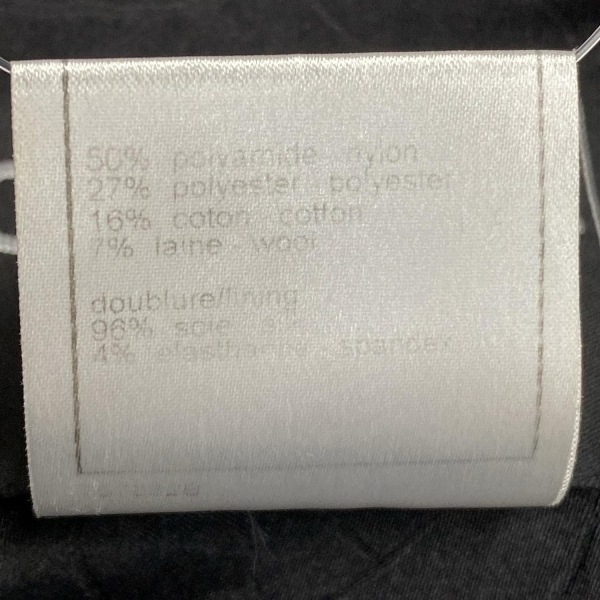 50% polyamide nylon
27% polyester polyester
16% coton cotton
7% laine wool
doublure/lining
96% soie
4% elasthanne spandex